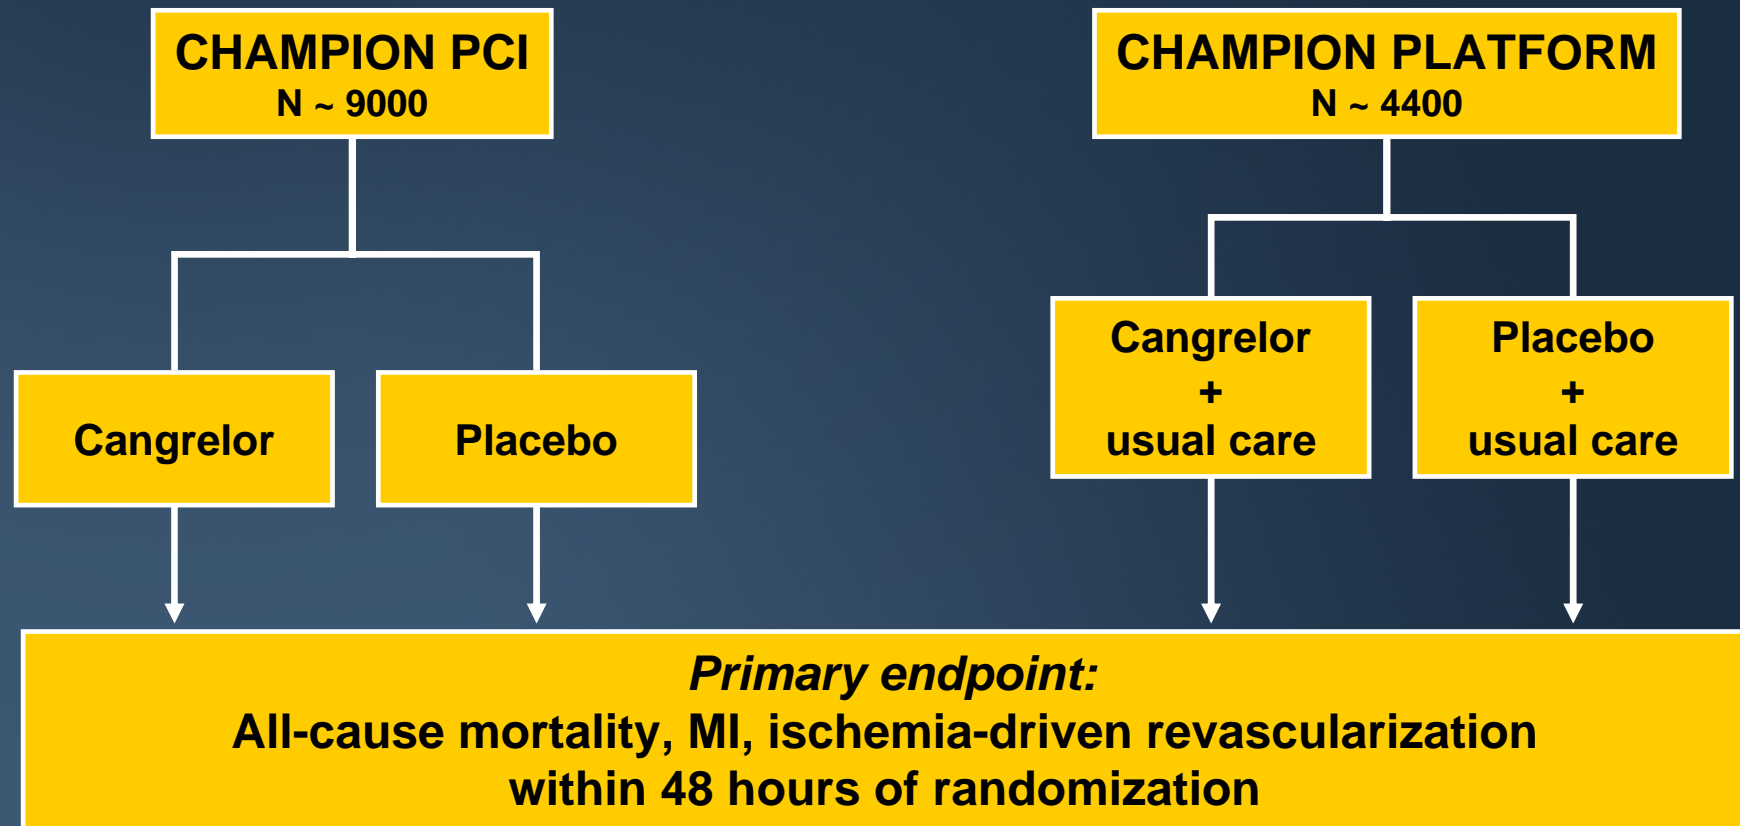 CHAMPION PCI
N ~ 9000
CHAMPION PLATFORM
N ~ 4400
Cangrelor
Placebo
Cangrelor
+
usual care
Placebo
+
usual care
Primary endpoint:
All-cause mortality, MI, ischemia-driven revascularization
within 48 hours of randomization